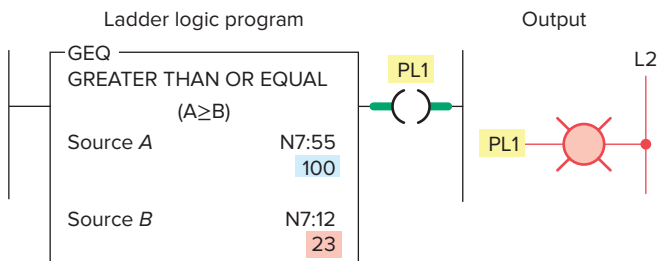 Ladder logic program
Output
GEQ
GREATER THAN OR EQUAL
(A≥B)
Source A N7:55
100
Source B N7:12
23
PL1
L2
PL1